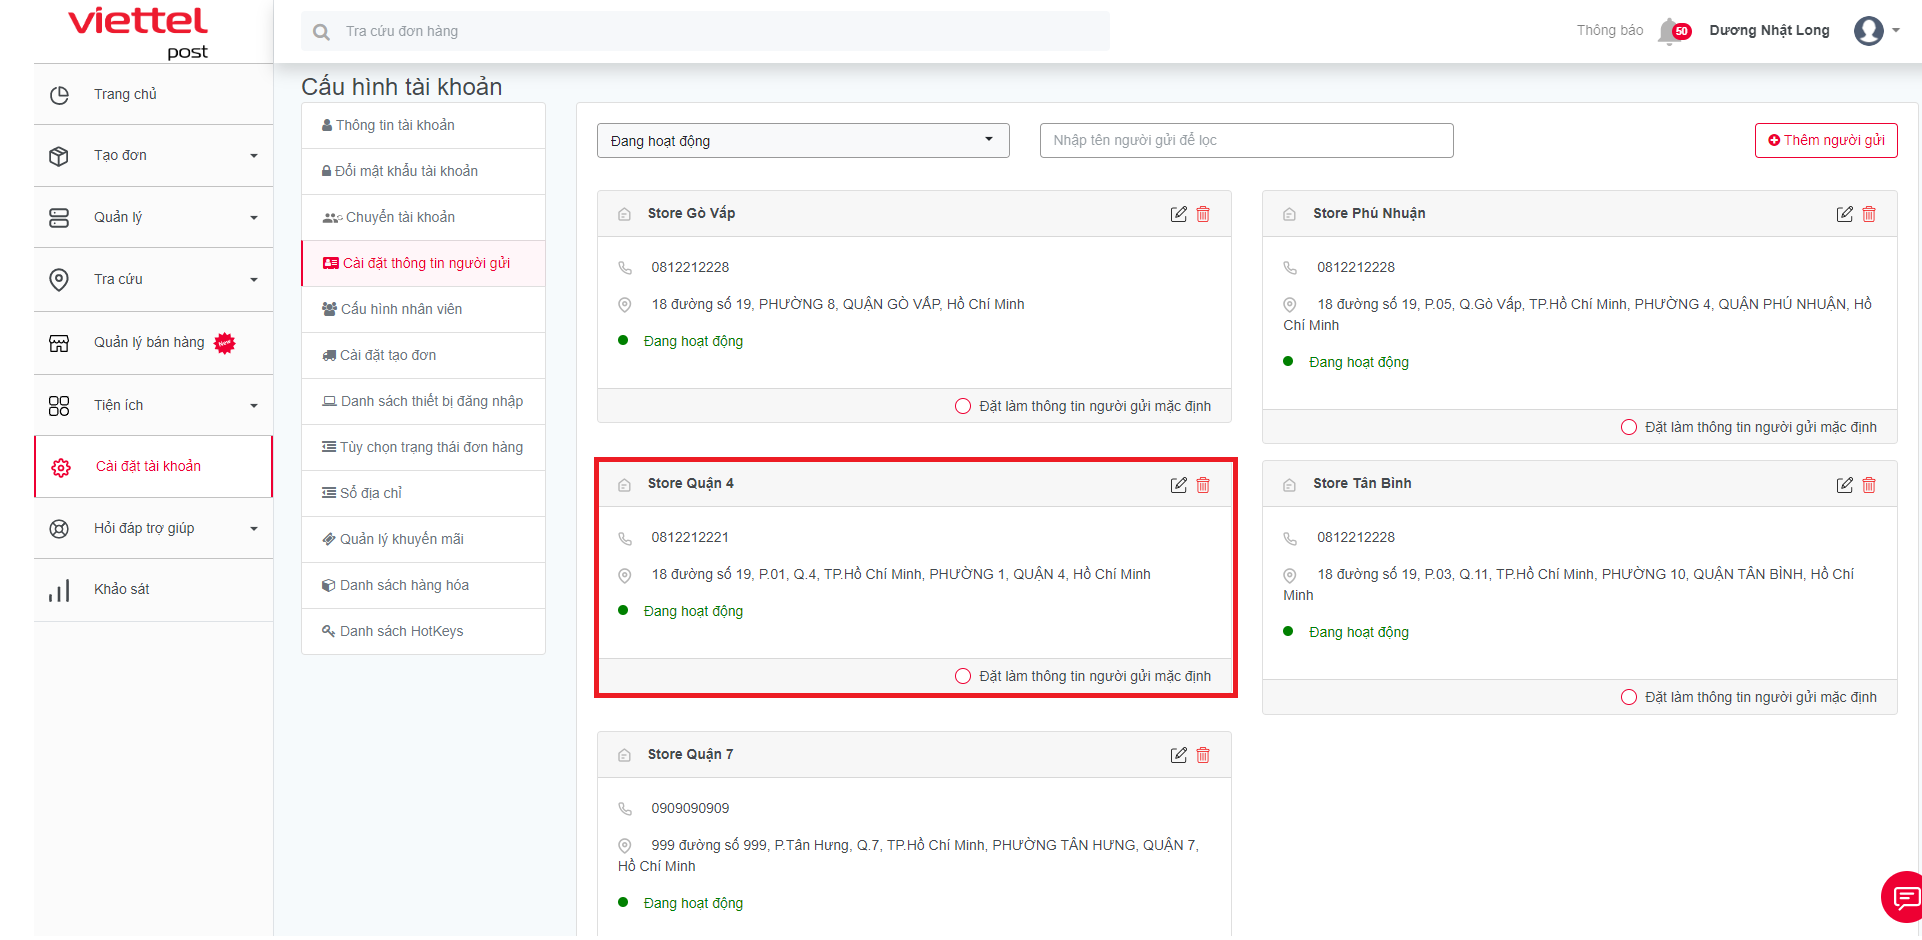 viettel
post
Tra cứu đơn hàng
Thông báo
50
Dương Nhật Long
Trang chủ
Tạo đơn
Quản lý
Tra cứu
Quản lý bán hàng
New
Tiện ích
Cài đặt tài khoản
Hỏi đáp trợ giúp
Khảo sát
Cấu hình tài khoản
Thông tin tài khoản
Đổi mật khẩu tài khoản
Chuyển tài khoản
Cài đặt thông tin người gửi
Cấu hình nhân viên
Cài đặt tạo đơn
Danh sách thiết bị đăng nhập
Tùy chọn trạng thái đơn hàng
Sổ địa chỉ
Quản lý khuyến mãi
Danh sách hàng hóa
Danh sách HotKeys
Đang hoạt động
Nhập tên người gửi để lọc
Thêm người gửi
Store Gò Vấp
0812212228
18 đường số 19, PHƯỜNG 8, QUẬN GÒ VẤP, Hồ Chí Minh
Đang hoạt động
Đặt làm thông tin người gửi mặc định
Store Phú Nhuận
0812212228
18 đường số 19, P.05, Q.Gò Vấp, TP.Hồ Chí Minh, PHƯỜNG 4, QUẬN PHÚ NHUẬN, Hồ
Chí Minh
Đang hoạt động
Đặt làm thông tin người gửi mặc định
Store Quận 4
0812212221
18 đường số 19, P.01, Q.4, TP.Hồ Chí Minh, PHƯỜNG 1, QUẬN 4, Hồ Chí Minh
Đang hoạt động
Đặt làm thông tin người gửi mặc định
Store Tân Bình
0812212228
18 đường số 19, P.03, Q.11, TP.Hồ Chí Minh, PHƯỜNG 10, QUẬN TÂN BÌNH, Hồ Chí
Minh
Đang hoạt động
Đặt làm thông tin người gửi mặc định
Store Quận 7
0909090909
999 đường số 999, P.Tân Hưng, Q.7, TP.Hồ Chí Minh, PHƯỜNG TÂN HƯNG, QUẬN 7,
Hồ Chí Minh
Đang hoạt động